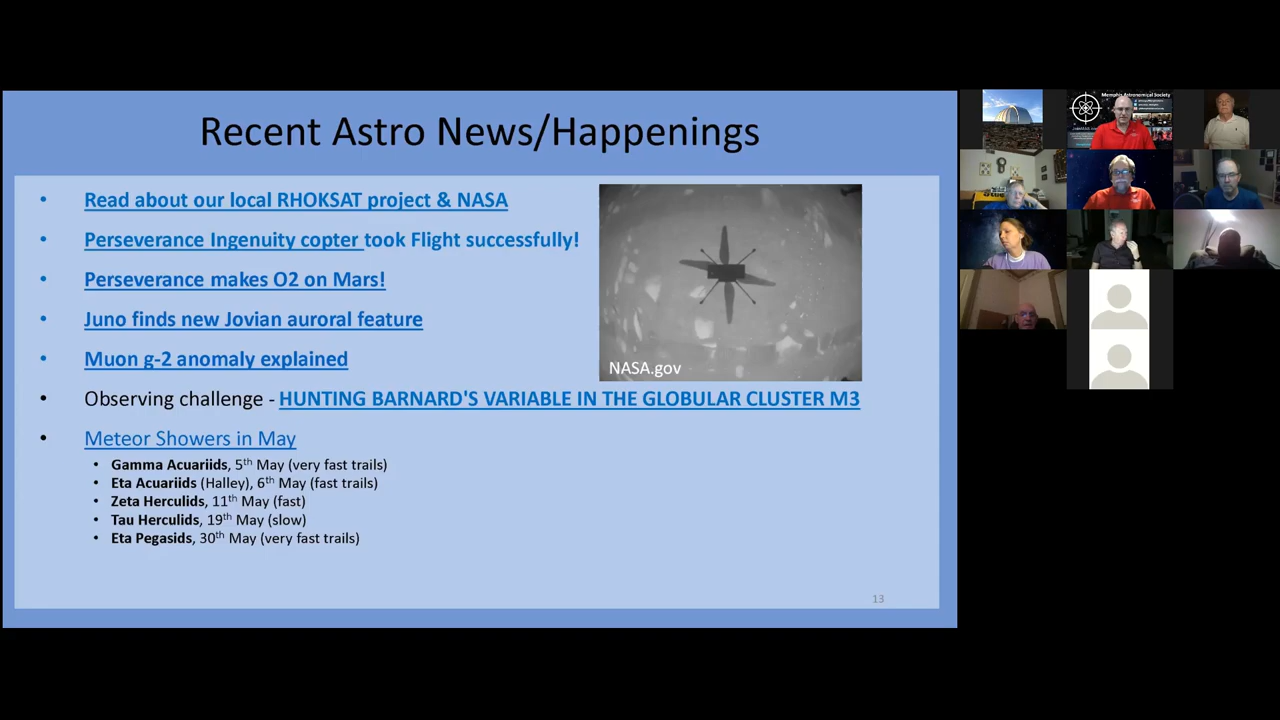 Recent Astro News/Happenings
• Read about our local RHOKSAT project & NASA
• Perseverance Ingenuity copter took Flight successfully!
• Perseverance makes O2 on Mars!
• Juno finds new Jovian auroral feature
• Muon g-2 anomaly explained
NASA.gov
• Observing challenge - HUNTING BARNARD'S VARIABLE IN THE GLOBULAR CLUSTER M3
• Meteor Showers in May
• Gamma Acuariids, 5th May (very fast trails)
• Eta Acuariids (Halley), 6th May (fast trails)
• Zeta Herculids, 11th May (fast)
• Tau Herculids, 19th May (slow)
• Eta Pegasids, 30th May (very fast trails)
13
Memphis Astronomical Society